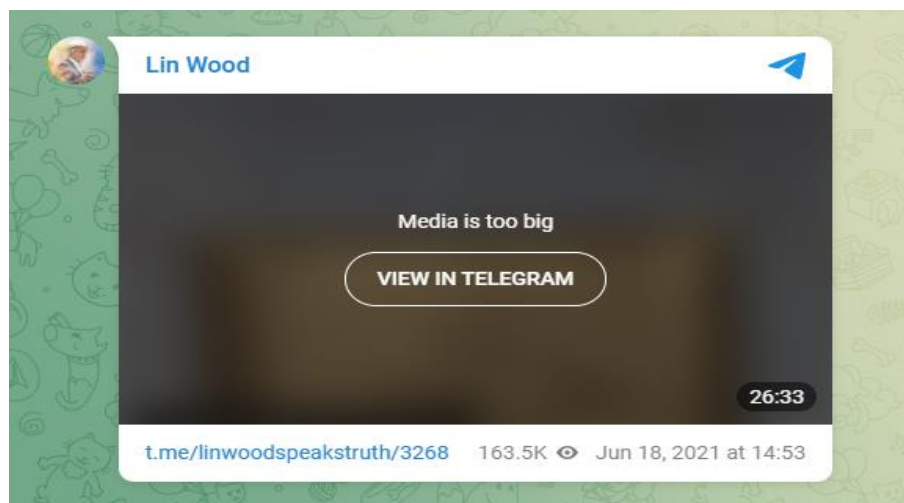 Lin Wood
Media is too big
VIEW IN TELEGRAM
26:33
t.me/linwoodspeakstruth/3268 163.5K Jun 18, 2021 at 14:53